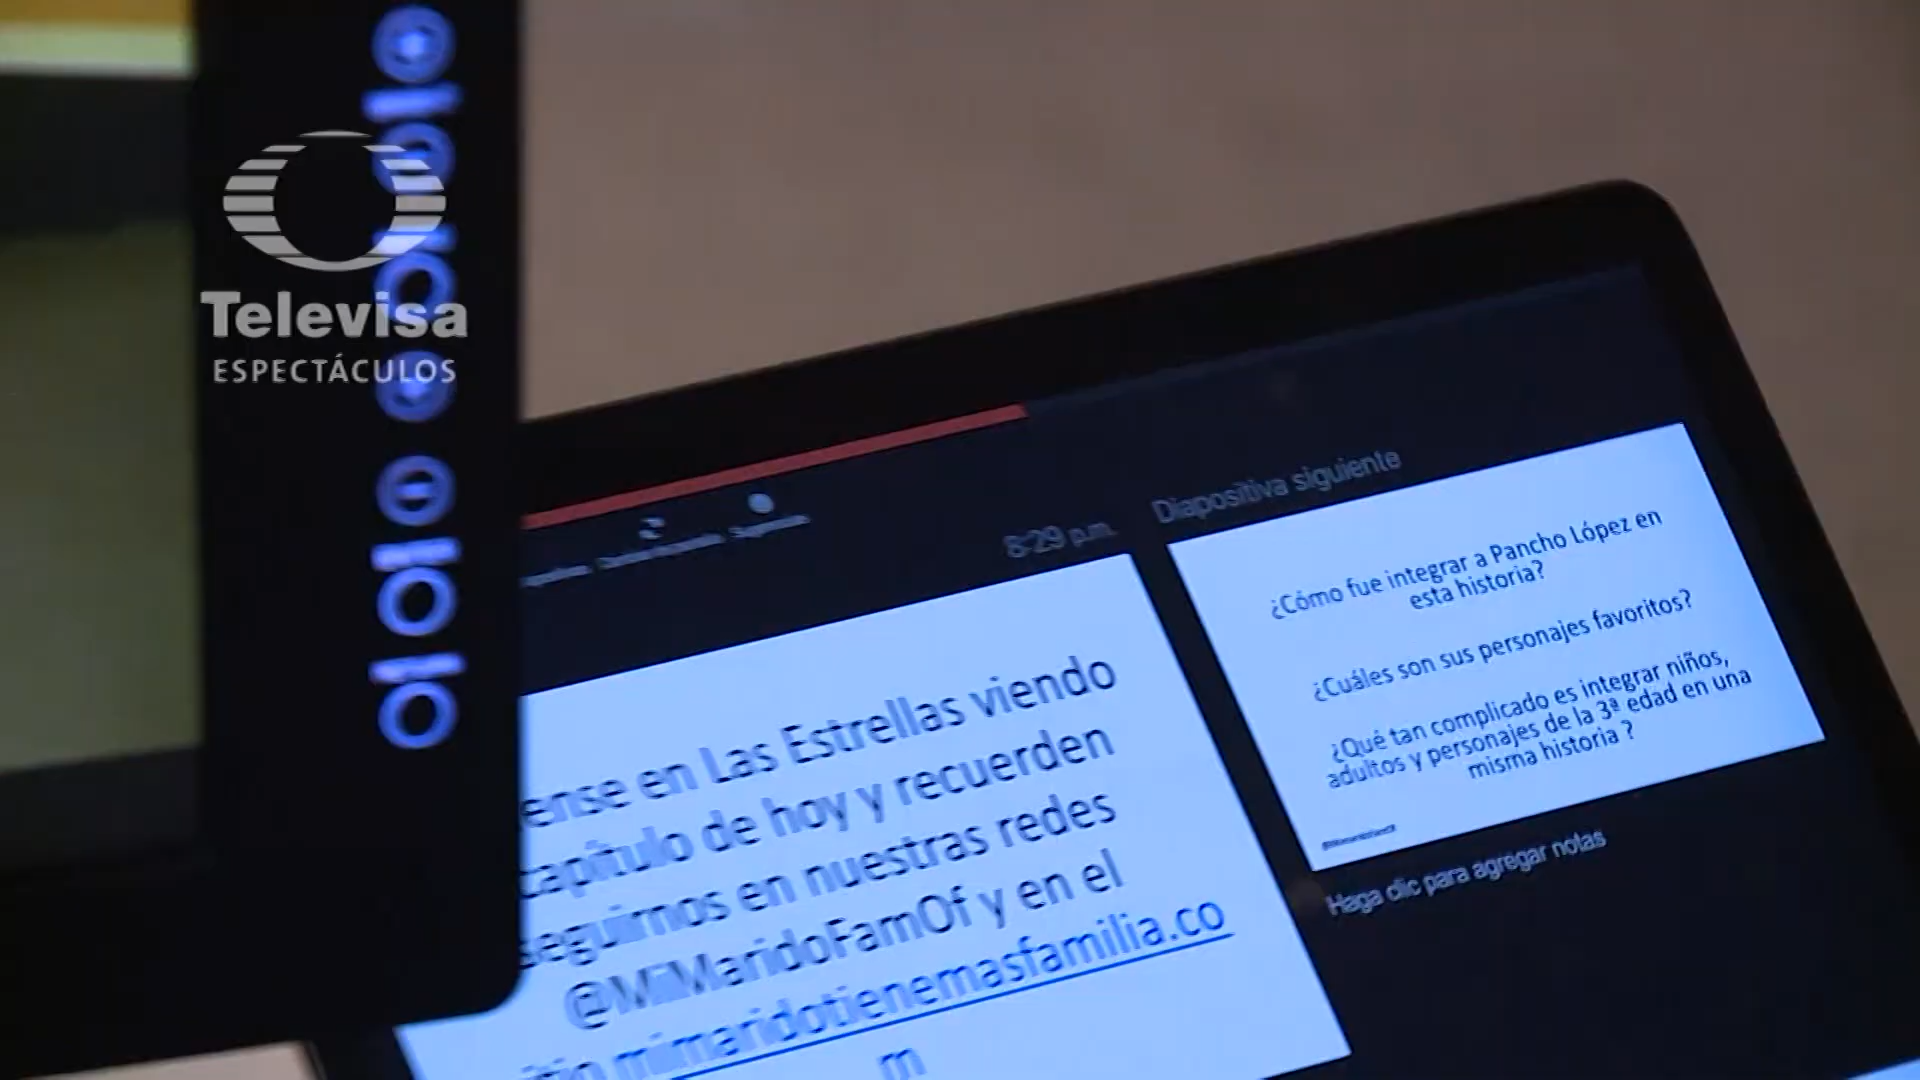 Televisa
ESPECTÁCULOS
8:29 p.m.
Diapositiva siguiente
¿Cómo fue integrar a Pancho López en
esta historia?
¿Cuáles son sus personajes favoritos?
¿Qué tan complicado es integrar niños,
adultos y personajes de la 3ª edad en una
misma historia ?
Haga clic para agregar notas
en Las Estrellas viendo
capítulo de hoy y recuerden
seguirnos en nuestras redes
@MiMaridoFamOf y en el
mimaridotienemasfamilia.co
m